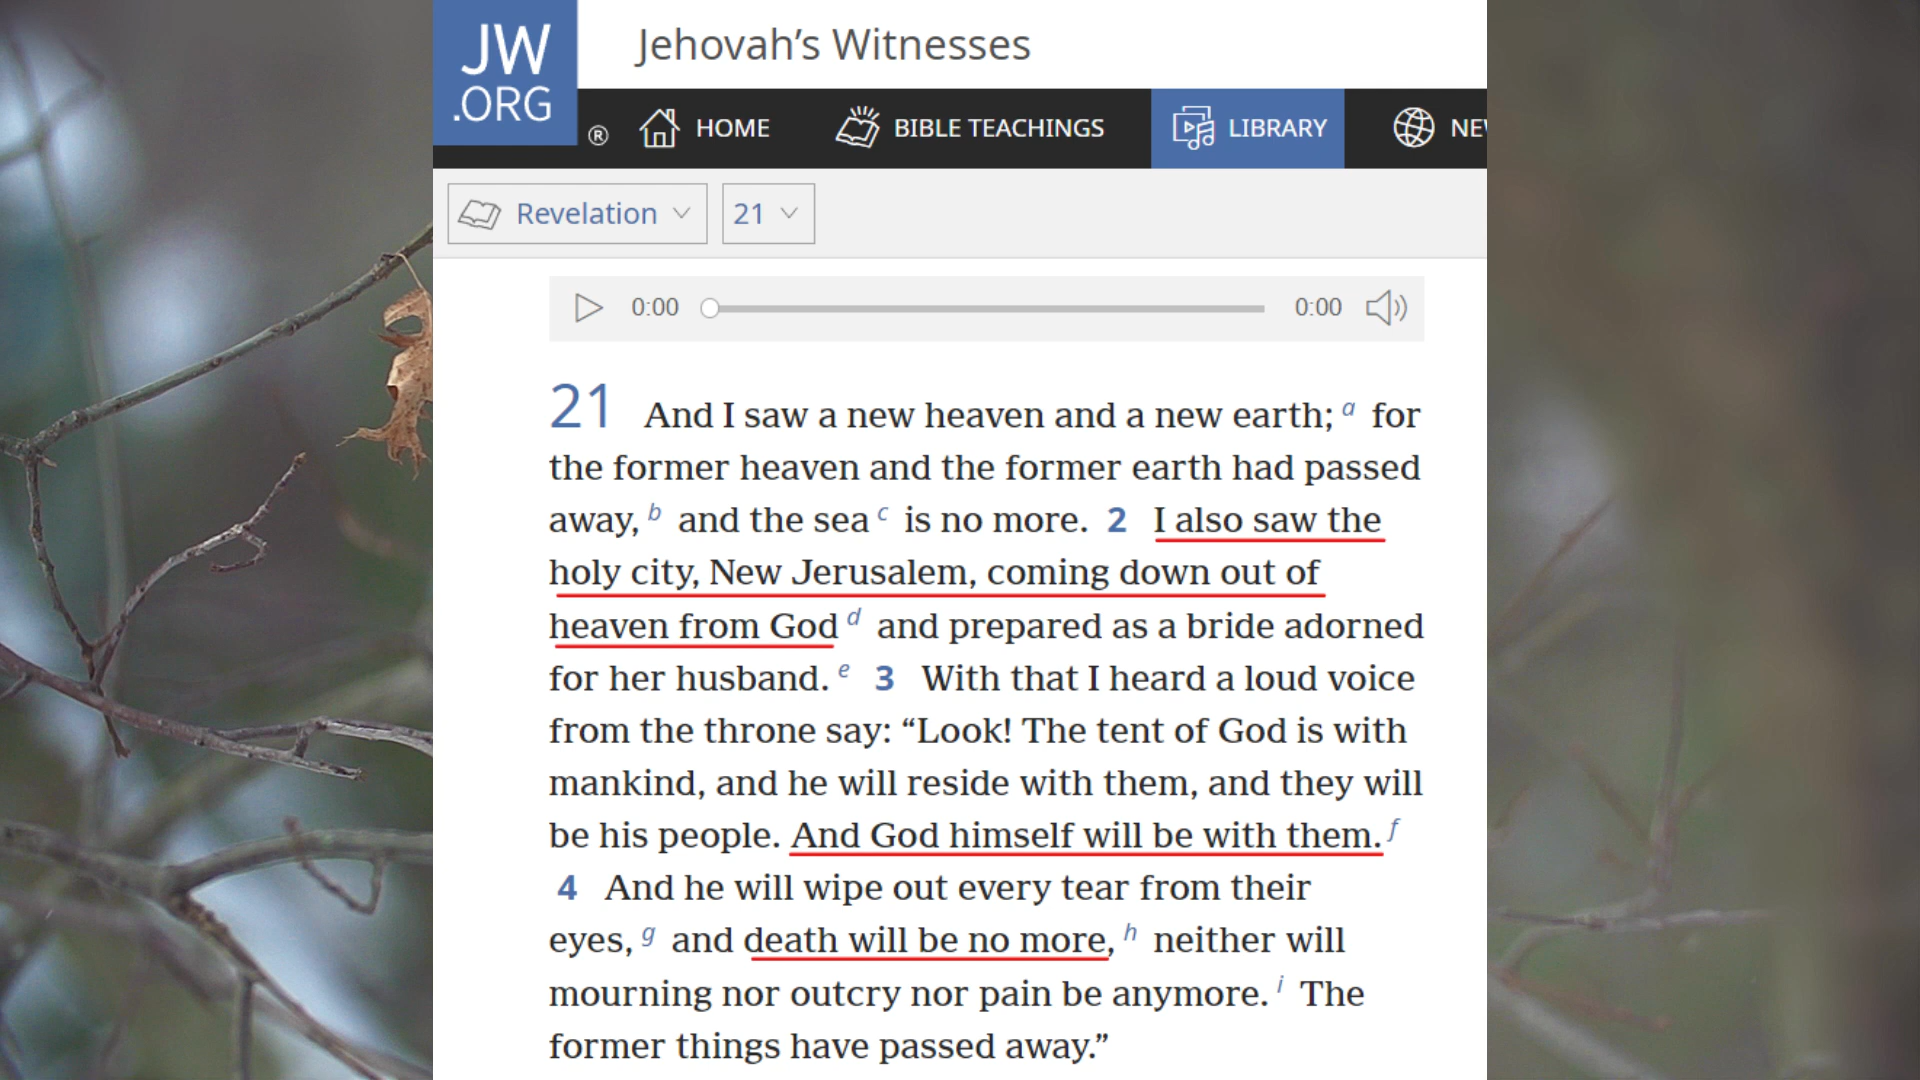 JW
.ORG
®
Jehovah’s Witnesses
HOME
BIBLE TEACHINGS
LIBRARY
NE
Revelation
21
0:00
0:00
21 And I saw a new heaven and a new earth; a for
the former heaven and the former earth had passed
away, b and the sea c is no more. 2 I also saw the
holy city, New Jerusalem, coming down out of
heaven from God d and prepared as a bride adorned
for her husband. e 3 With that I heard a loud voice
from the throne say: “Look! The tent of God is with
mankind, and he will reside with them, and they will
be his people. And God himself will be with them. f
4 And he will wipe out every tear from their
eyes, g and death will be no more, h neither will
mourning nor outcry nor pain be anymore. i The
former things have passed away.”